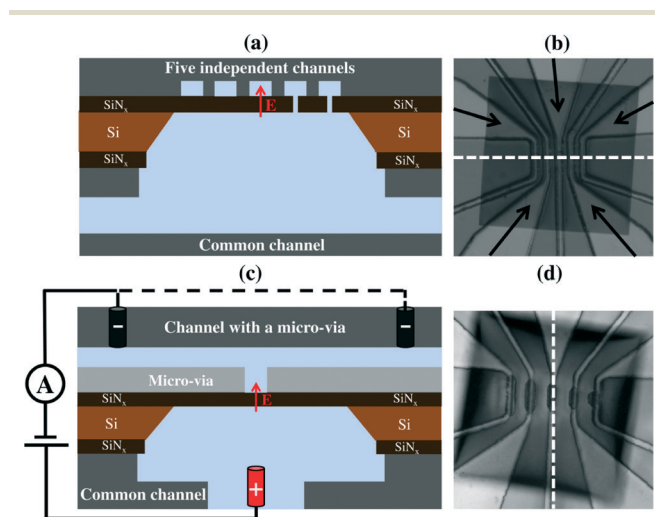 (a)
(b)
Five independent channels
SiNx
E
SiNx
Si
Si
SiNx
SiNx
Common channel
(c)
(d)
-
-
Channel with a micro-via
A
Micro-via
SiNx
E
SiNx
Si
Si
SiNx
SiNx
Common channel
+